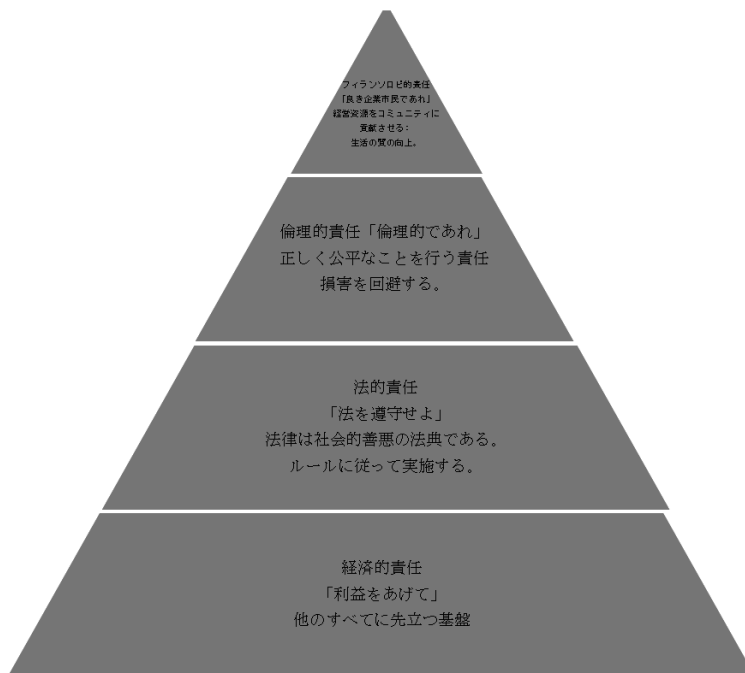 フィランソロピ的責任
「良き企業市民であれ」
経営資源をコミュニティに
貢献させる：
生活の質の向上。
倫理的責任「倫理的であれ」
正しく公平なことを行う責任
損害を回避する。
法的責任
「法を遵守せよ」
法律は社会的善悪の法典である。
ルールに従って実施する。
経済的責任
「利益をあげて」
他のすべてに先立つ基盤